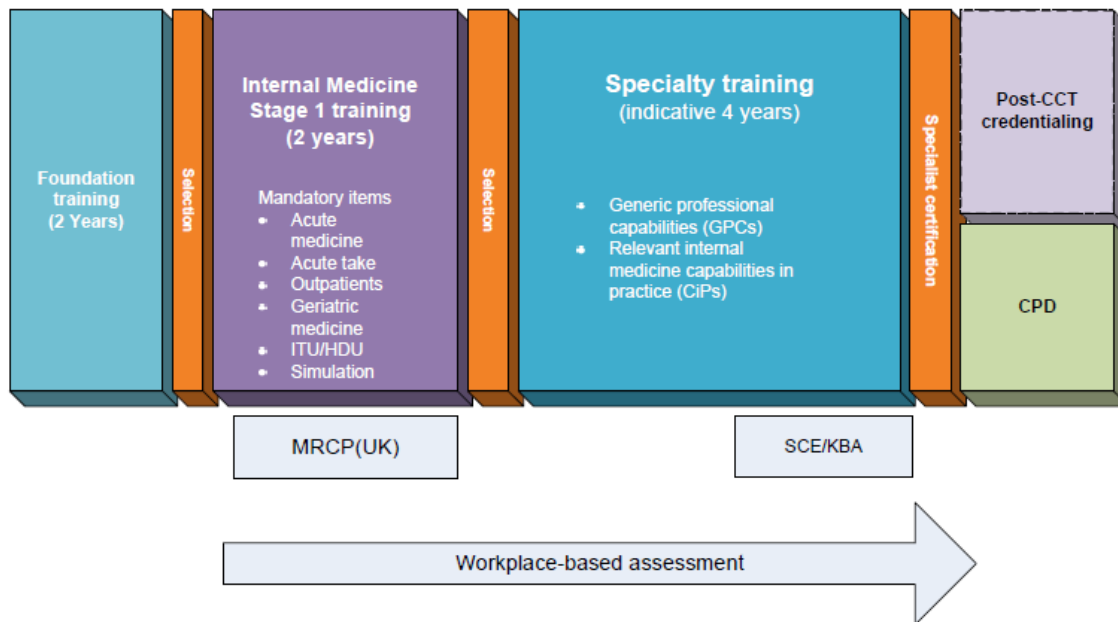 Foundation
training
(2 Years)
Selection
Internal Medicine
Stage 1 training
(2 years)
Mandatory items
Acute
medicine
Acute take
Outpatients
Geriatric
medicine
ITU/HDU
Simulation
Selection
Specialty training
(indicative 4 years)
Generic professional
capabilities (GPCs)
Relevant internal
medicine capabilities in
practice (CiPs)
Specialist certification
Post-CCT
credentialing
CPD
MRCP(UK)
SCE/KBA
Workplace-based assessment